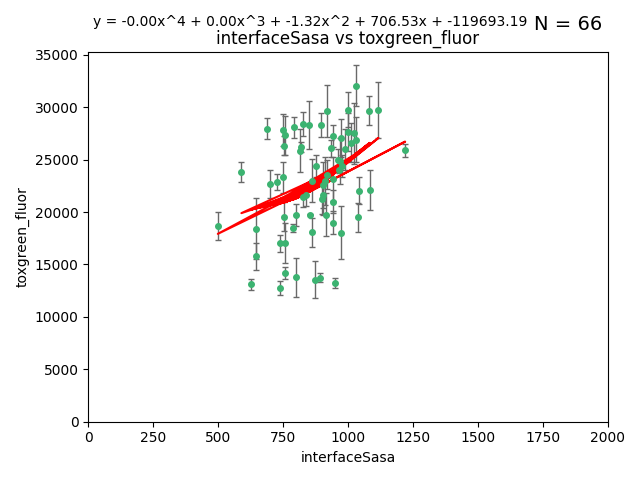 y = -0.00x^4 + 0.00x^3 + -1.32x^2 + 706.53x + -119693.19 N = 66
interfaceSasa vs toxgreen_fluor
35000
30000
25000
20000
15000
10000
5000
0
toxgreen_fluor
0 250 500 750 1000 1250 1500 1750 2000
interfaceSasa